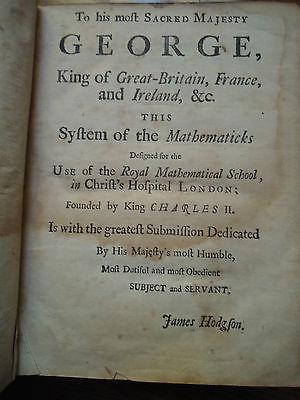 To his moſt SACRED MAJESTY
GEORGE,
King of Great-Britain, France,
and Ireland, &c.
THIS
Syſtem of the Mathematicks
Deſigned for the
USE of the Royal Mathematical School,
in Chriſt's Hoſpital LONDON;
Founded by King CHARLES II.
Is with the greateſt Submiſſion Dedicated
By His Majeſty's moſt Humble,
Moſt Dutiful and moſt Obedient
SUBJECT and SERVANT,
James Hodgſon.